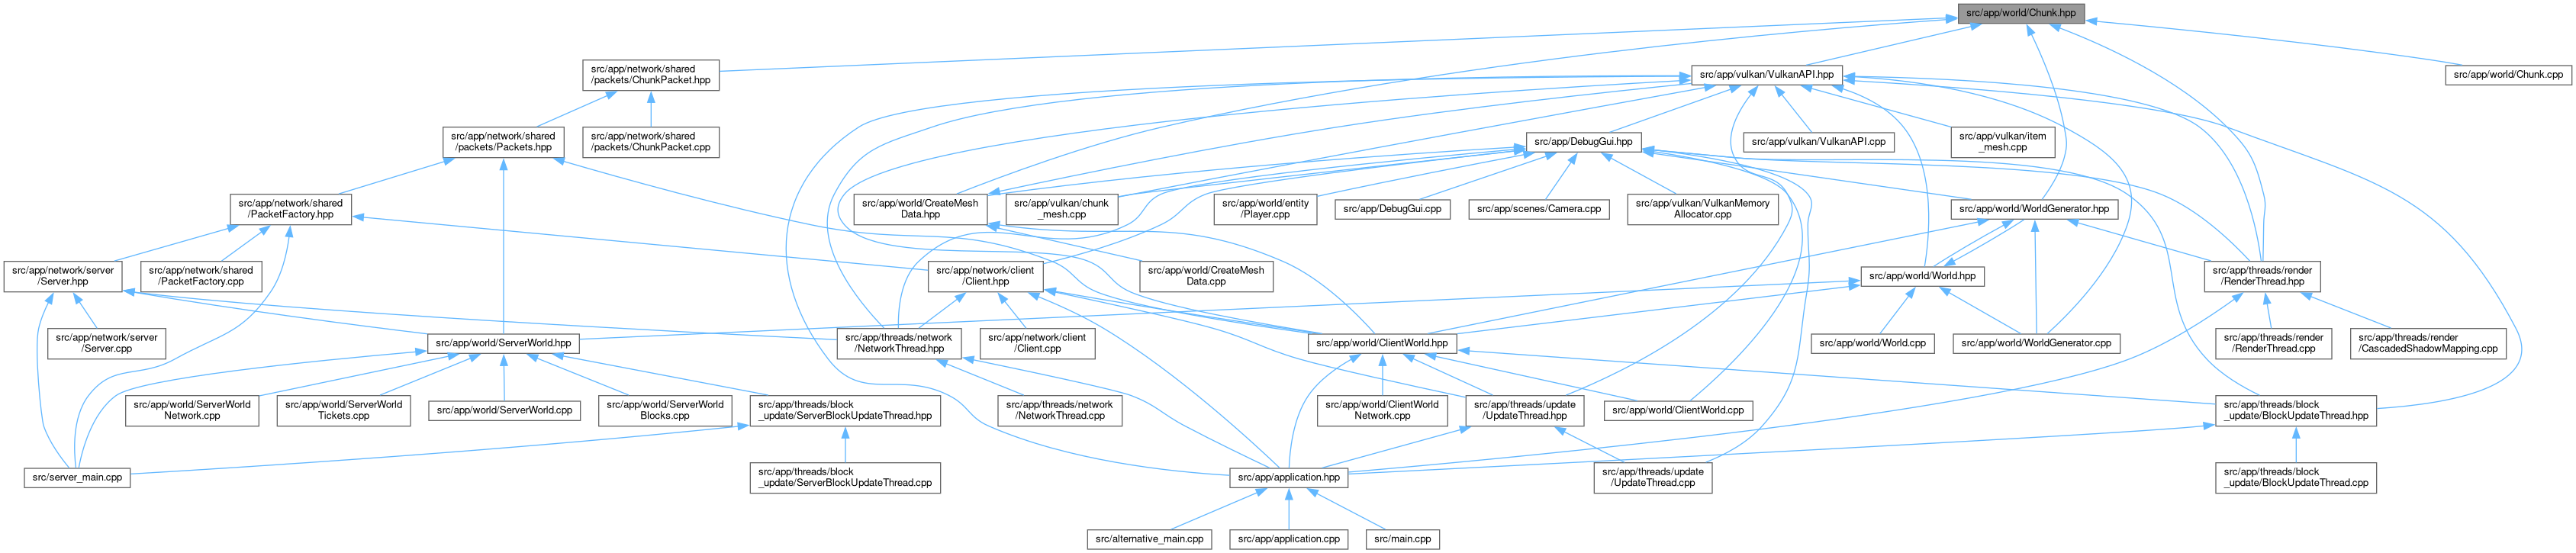 src/app/world/Chunk.hpp
src/app/network/shared
/packets/ChunkPacket.hpp
src/app/vulkan/VulkanAPI.hpp
src/app/world/Chunk.cpp
src/app/network/shared
/packets/Packets.hpp
src/app/network/shared
/packets/ChunkPacket.cpp
src/app/DebugGui.hpp
src/app/vulkan/VulkanAPI.cpp
src/app/vulkan/item
_mesh.cpp
src/app/network/shared
/PacketFactory.hpp
src/app/world/CreateMesh
Data.hpp
src/app/vulkan/chunk
_mesh.cpp
src/app/world/entity
/Player.cpp
src/app/DebugGui.cpp
src/app/scenes/Camera.cpp
src/app/vulkan/VulkanMemory
Allocator.cpp
src/app/world/WorldGenerator.hpp
src/app/network/server
/Server.hpp
src/app/network/shared
/PacketFactory.cpp
src/app/network/client
/Client.hpp
src/app/world/CreateMesh
Data.cpp
src/app/world/World.hpp
src/app/threads/render
/RenderThread.hpp
src/app/network/server
/Server.cpp
src/app/world/ServerWorld.hpp
src/app/threads/network
/NetworkThread.hpp
src/app/network/client
/Client.cpp
src/app/world/ClientWorld.hpp
src/app/world/World.cpp
src/app/world/WorldGenerator.cpp
src/app/threads/render
/RenderThread.cpp
src/app/threads/render
/CascadedShadowMapping.cpp
src/app/world/ServerWorld
Network.cpp
src/app/world/ServerWorld
Tickets.cpp
src/app/world/ServerWorld.cpp
src/app/world/ServerWorld
Blocks.cpp
src/app/threads/block
_update/ServerBlockUpdateThread.hpp
src/app/threads/network
/NetworkThread.cpp
src/app/world/ClientWorld
Network.cpp
src/app/threads/update
/UpdateThread.hpp
src/app/world/ClientWorld.cpp
src/app/threads/block
_update/BlockUpdateThread.hpp
src/server_main.cpp
src/app/threads/block
_update/ServerBlockUpdateThread.cpp
src/app/application.hpp
src/app/threads/update
/UpdateThread.cpp
src/app/threads/block
_update/BlockUpdateThread.cpp
src/alternative_main.cpp
src/app/application.cpp
src/main.cpp